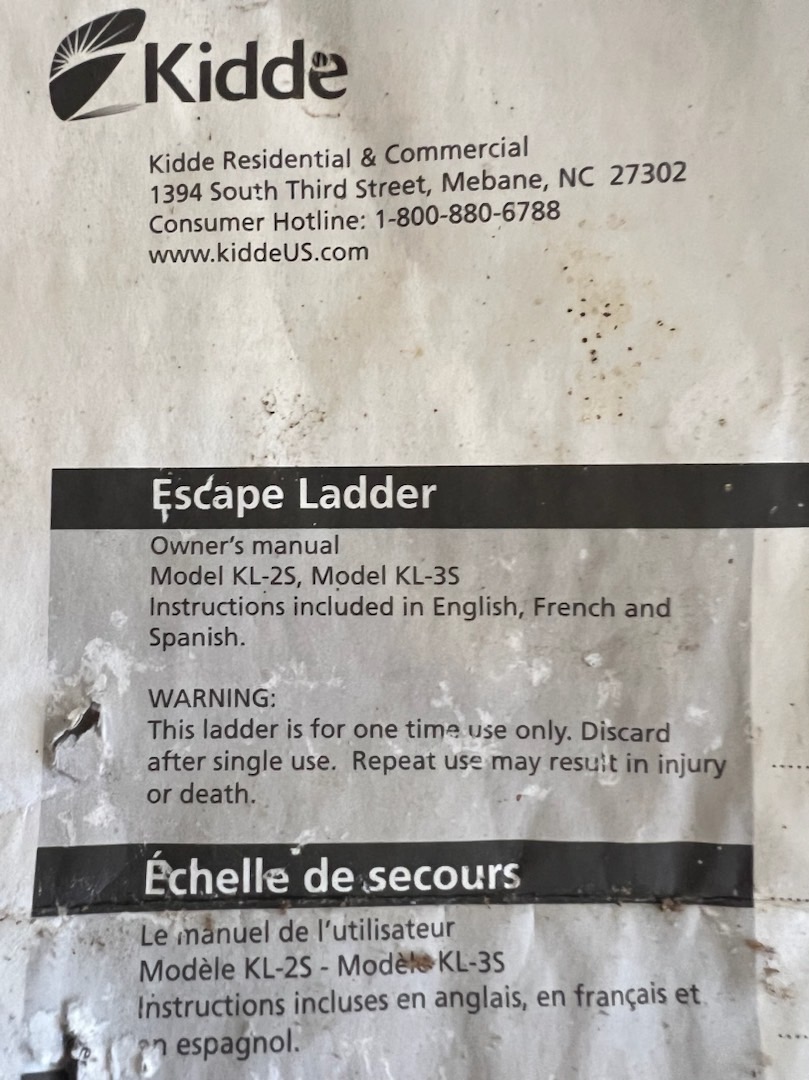 Kidde
Kidde Residential & Commercial
1394 South Third Street, Mebane, NC 27302
Consumer Hotline: 1-800-880-6788
www.kiddeUS.com
Escape Ladder
Owner's manual
Model KL-2S, Model KL-3S
Instructions included in English, French and
Spanish.
WARNING:
This ladder is for one time use only. Discard
after single use. Repeat use may result in injury
or death.
Échelle de secours
Le manuel de l'utilisateur
Modèle KL-2S - Modèle KL-3S
Instructions incluses en anglais, en français et
en espagnol.